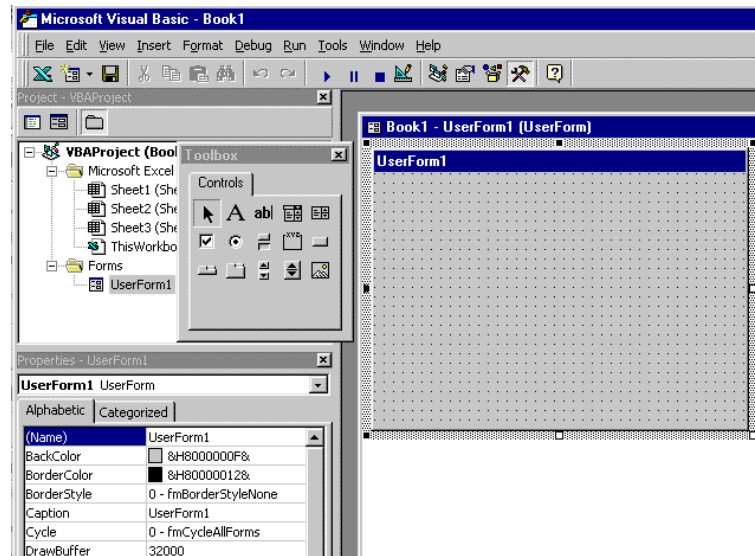 Microsoft Visual Basic - Book1
File Edit View Insert Format Debug Run Tools Window Help
Project - VBAProject
VBAProject (Bool
Microsoft Excel
Sheet1 (She
Sheet2 (She
Sheet3 (She
ThisWorkbo
Forms
UserForm1
Toolbox
Controls
A
ab
XYZ
Book1 - UserForm1 (UserForm)
UserForm1
Properties - UserForm1
UserForm1 UserForm
Alphabetic Categorized
(Name) UserForm1
BackColor &H8000000F&
BorderColor &H80000012&
BorderStyle 0 - fmBorderStyleNone
Caption UserForm1
Cycle 0 - fmCycleAllForms
DrawBuffer 32000